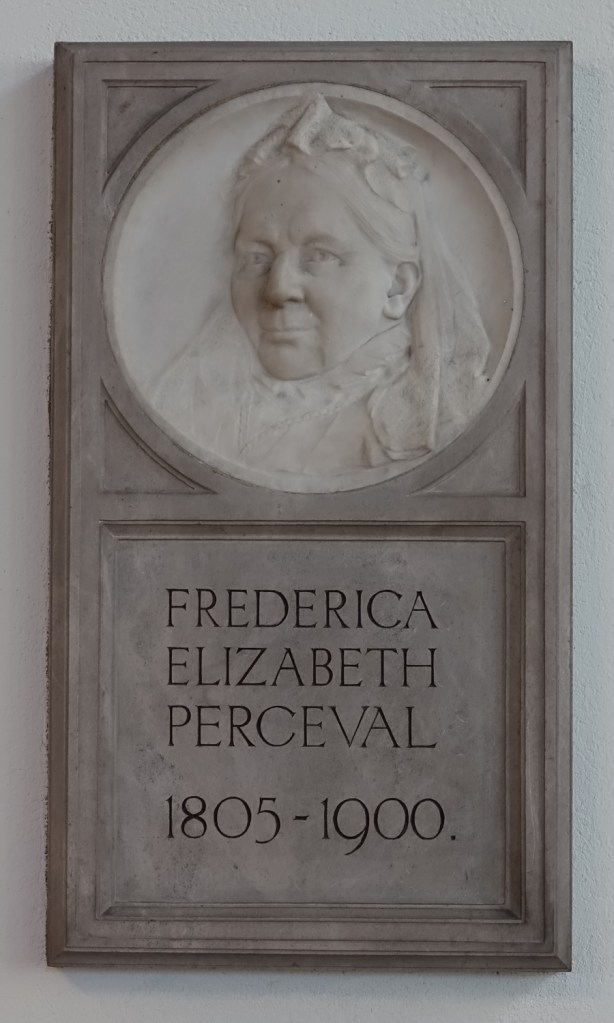 FREDERICA
ELIZABETH
PERCEVAL
1805-1900.